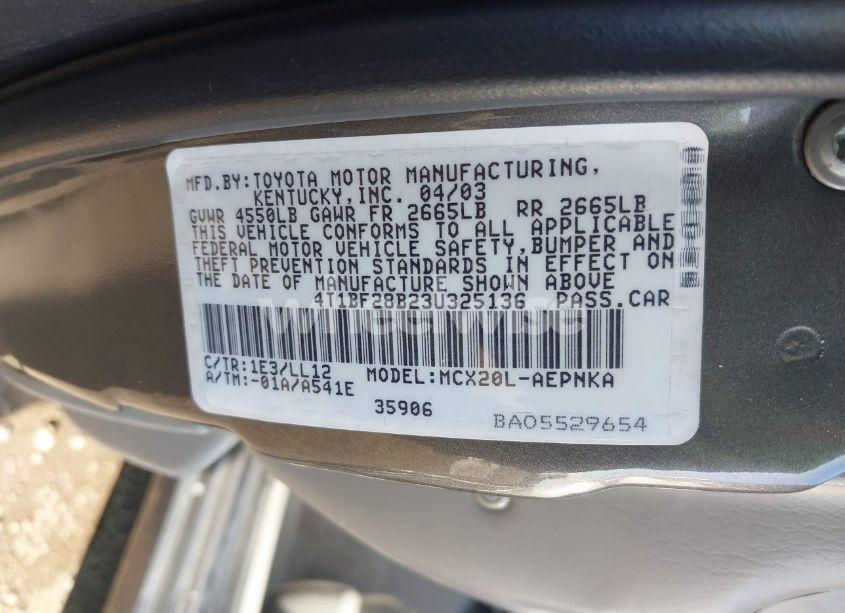 MFD.BY:TOYOTA MOTOR MANUFACTURING,
KENTUCKY,INC. 04/03
GVWR 4550LB GAWR FR 2665LB RR 2665LB
THIS VEHICLE CONFORMS TO ALL APPLICABLE
FEDERAL MOTOR VEHICLE SAFETY,BUMPER AND
THEFT PREVENTION STANDARDS IN EFFECT ON
THE DATE OF MANUFACTURE SHOWN ABOVE
4T1BF28B23U325136 PASS.CAR
Wheelwise
C/TR:1E3/LL12
A/TM:-01A/A541E
MODEL:MCX20L-AEPNKA
35906
BA05529654